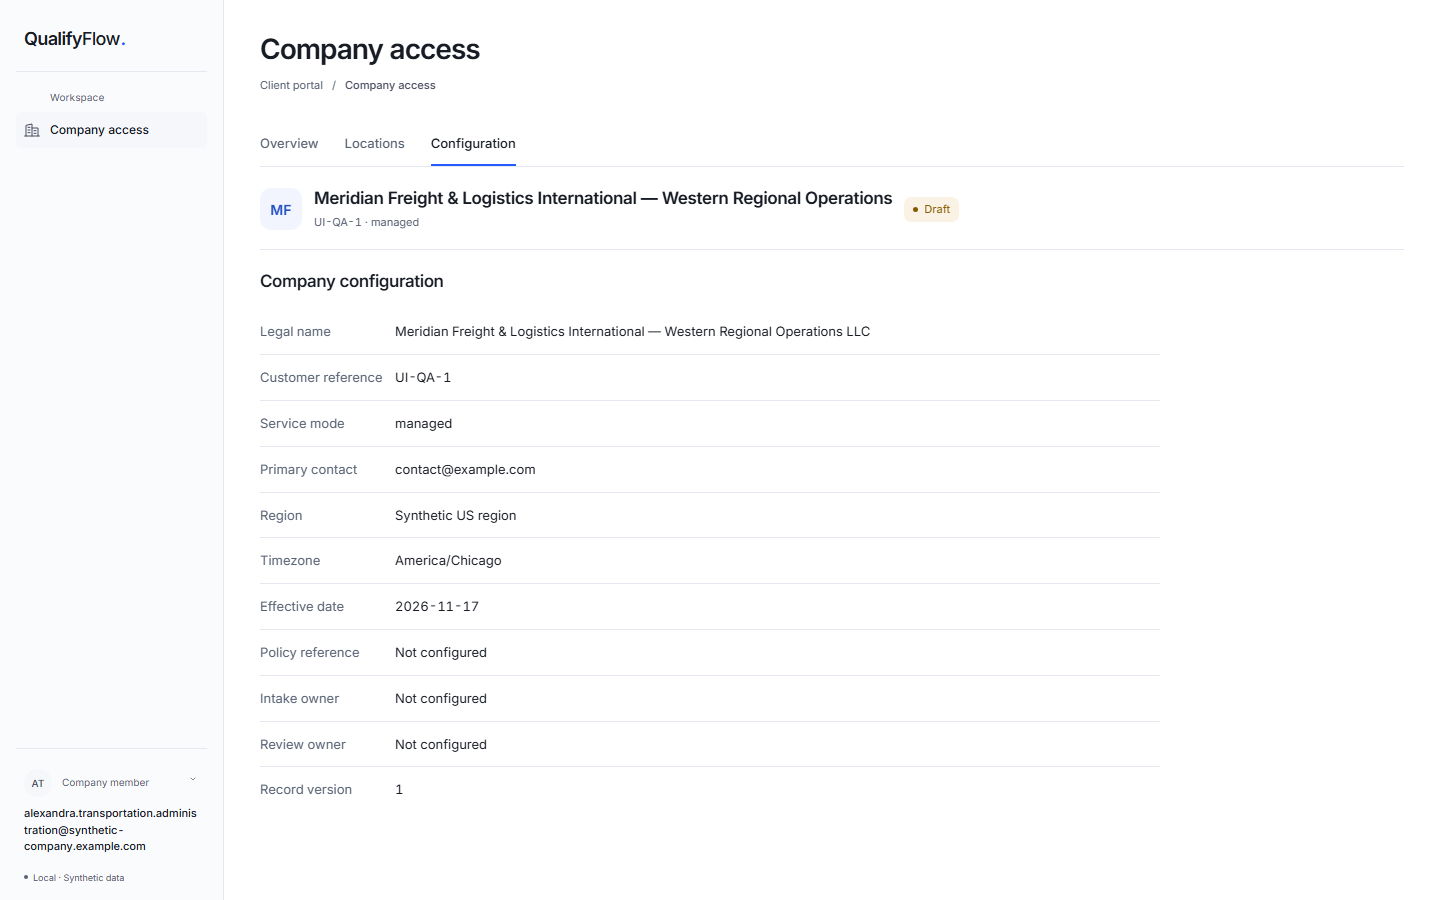 QualifyFlow.
Workspace
Company access
Company access
Client portal / Company access
Overview Locations Configuration
MF
Meridian Freight & Logistics International — Western Regional Operations
Draft
UI-QA-1 · managed
Company configuration
Legal name Meridian Freight & Logistics International — Western Regional Operations LLC
Customer reference UI-QA-1
Service mode managed
Primary contact contact@example.com
Region Synthetic US region
Timezone America/Chicago
Effective date 2026-11-17
Policy reference Not configured
Intake owner Not configured
Review owner Not configured
Record version 1
AT Company member
alexandra.transportation.adminis
tration@synthetic-
company.example.com
Local · Synthetic data